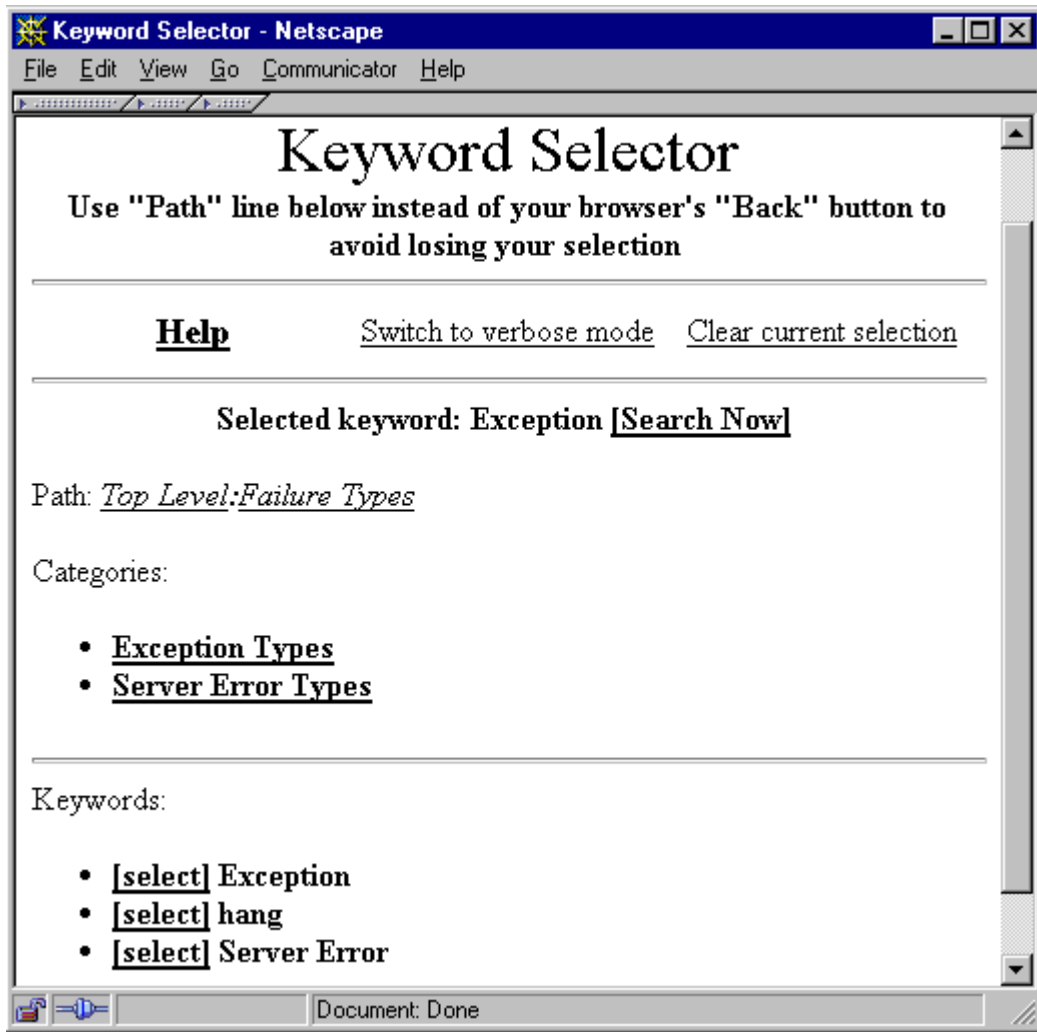 Keyword Selector - Netscape
File Edit View Go Communicator Help
Keyword Selector
Use "Path" line below instead of your browser's "Back" button to
avoid losing your selection
Help Switch to verbose mode Clear current selection
Selected keyword: Exception [Search Now]
Path: Top Level:Failure Types
Categories:
• Exception Types
• Server Error Types
Keywords:
• [select] Exception
• [select] hang
• [select] Server Error
Document: Done